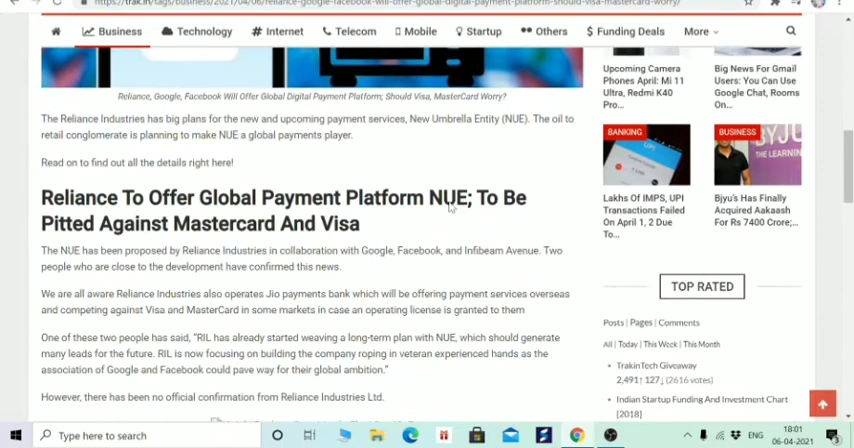 https://trak.in/tags/business/2021/04/06/reliance-google-facebook-will-offer-global-digital-payment-platform-should-visa-mastercard-worry/
Business Technology Internet Telecom Mobile Startup Others Funding Deals More
Reliance, Google, Facebook Will Offer Global Digital Payment Platform; Should Visa, MasterCard Worry?
The Reliance Industries has big plans for the new and upcoming payment services, New Umbrella Entity (NUE). The oil to
retail conglomerate is planning to make NUE a global payments player.
Read on to find out all the details right here!
Reliance To Offer Global Payment Platform NUE; To Be
Pitted Against Mastercard And Visa
The NUE has been proposed by Reliance Industries in collaboration with Google, Facebook, and Infibeam Avenue. Two
people who are close to the development have confirmed this news.
We are all aware Reliance Industries also operates Jio payments bank which will be offering payment services overseas
and competing against Visa and MasterCard in some markets in case an operating license is granted to them
One of these two people has said, “RIL has already started weaving a long-term plan with NUE, which should generate
many leads for the future. RIL is now focusing on building the company roping in veteran experienced hands as the
association of Google and Facebook could pave way for their global ambition.”
However, there has been no official confirmation from Reliance Industries Ltd.
Upcoming Camera
Phones April: Mi 11
Ultra, Redmi K40
Pro...
Big News For Gmail
Users: You Can Use
Google Chat, Rooms
On...
BANKING
Lakhs Of IMPS, UPI
Transactions Failed
On April 1, 2 Due
To...
BUSINESS
BYJU
THE LEARNIN
Bjyu's Has Finally
Acquired Aakaash
For Rs 7400 Crore;...
TOP RATED
Posts | Pages | Comments
All | Today | This Week | This Month
TrakinTech Giveaway
2,491↑ 127↓ (2616 votes)
Indian Startup Funding And Investment Chart
[2018]
Type here to search
ENG
18:01
06-04-2021
3